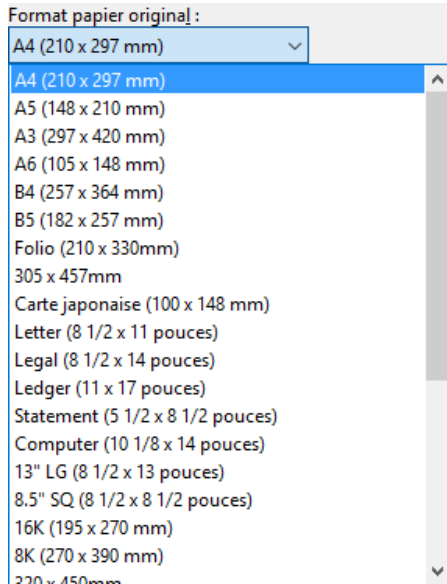 Format papier original :
A4 (210 x 297 mm)
A4 (210 x 297 mm)
A5 (148 x 210 mm)
A3 (297 x 420 mm)
A6 (105 x 148 mm)
B4 (257 x 364 mm)
B5 (182 x 257 mm)
Folio (210 x 330mm)
305 x 457mm
Carte japonaise (100 x 148 mm)
Letter (8 1/2 x 11 pouces)
Legal (8 1/2 x 14 pouces)
Ledger (11 x 17 pouces)
Statement (5 1/2 x 8 1/2 pouces)
Computer (10 1/8 x 14 pouces)
13" LG (8 1/2 x 13 pouces)
8.5" SQ (8 1/2 x 8 1/2 pouces)
16K (195 x 270 mm)
8K (270 x 390 mm)
320 x 450mm